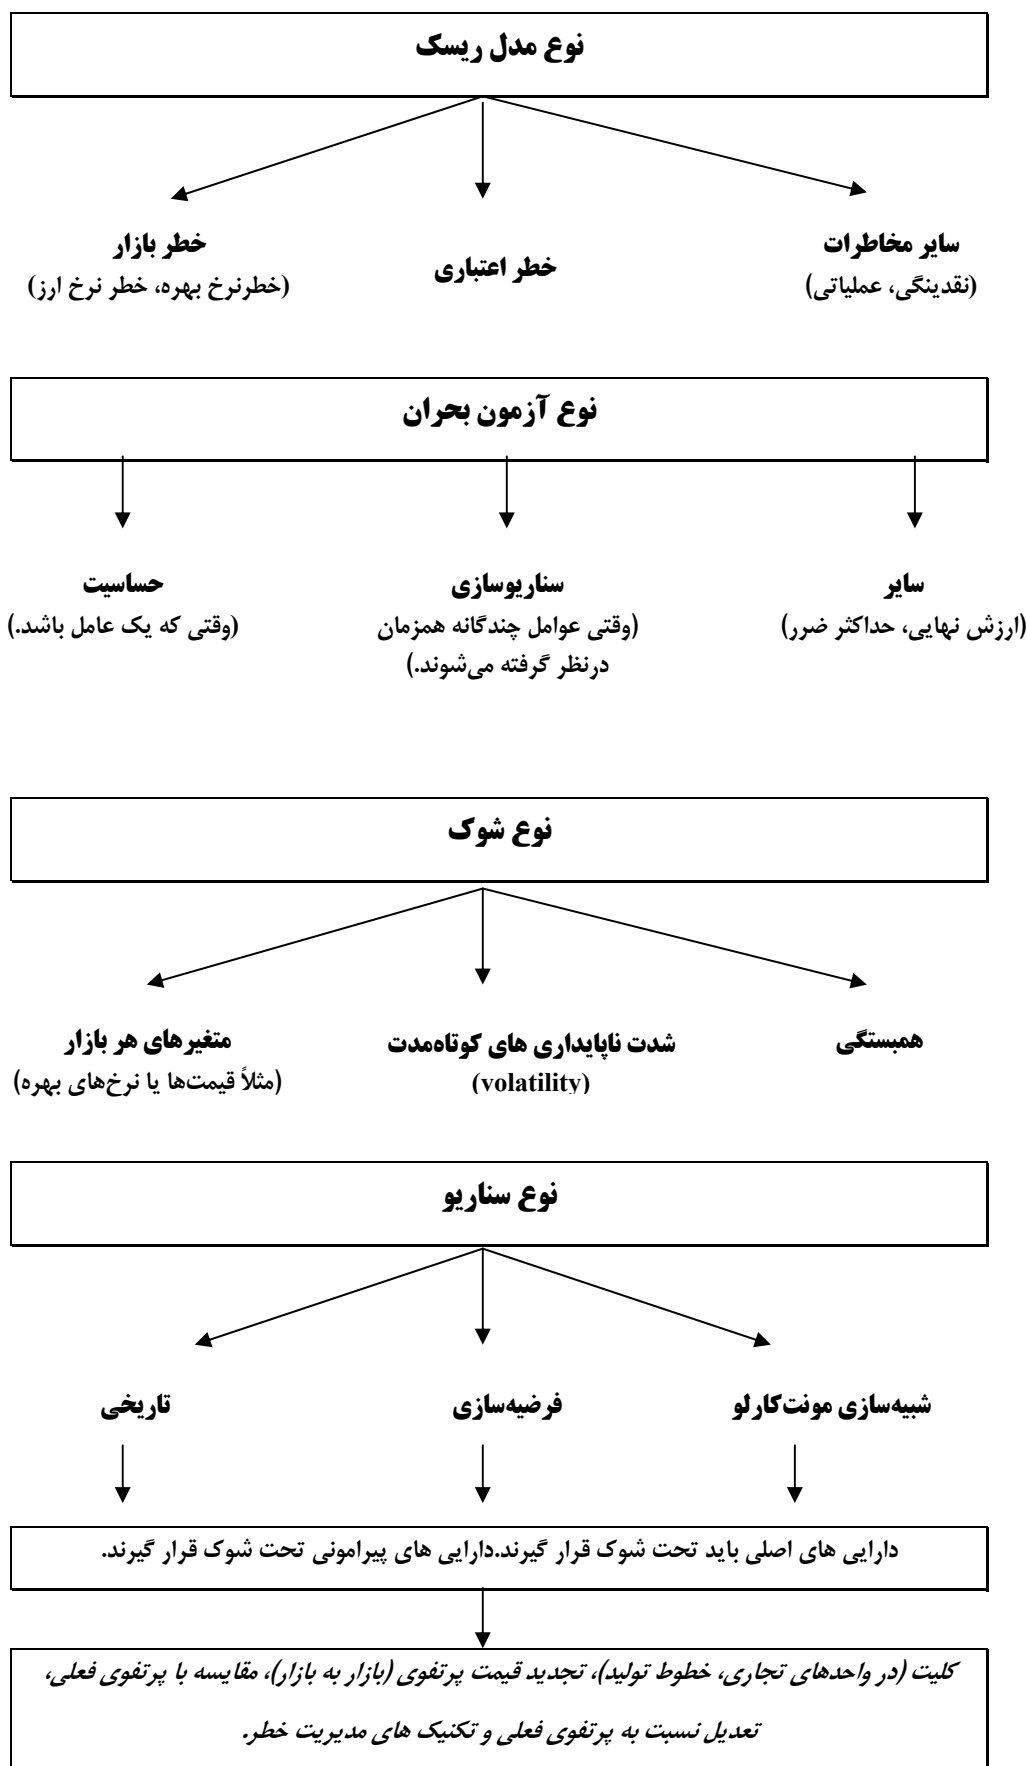 نوع مدل ریسک
سایر مخاطرات
(نقدینگی، عملیاتی)
خطر اعتباری
خطر بازار
(خطرنرخ بهره، خطر نرخ ارز)
نوع آزمون بحران
سایر
(ارزش نهایی، حداکثر ضرر)
سناریوسازی
(وقتی عوامل چندگانه همزمان
درنظر گرفته می‌شوند.)
حساسیت
(وقتی که یک عامل باشد.)
نوع شوک
همبستگی
شدت ناپایداری های کوتاه‌مدت
(volatility)
متغیرهای هر بازار
(مثلاً قیمت‌ها یا نرخ‌های بهره)
نوع سناریو
شبیه‌سازی مونت‌کارلو
فرضیه‌سازی
تاریخی
دارایی های اصلی باید تحت شوک قرار گیرند.دارایی های پیرامونی تحت شوک قرار گیرند.
کلیت (در واحدهای تجاری، خطوط تولید)، تجدید قیمت پرتفوی (بازار به بازار)، مقایسه با پرتفوی فعلی،
تعدیل نسبت به پرتفوی فعلی و تکنیک های مدیریت خطر.